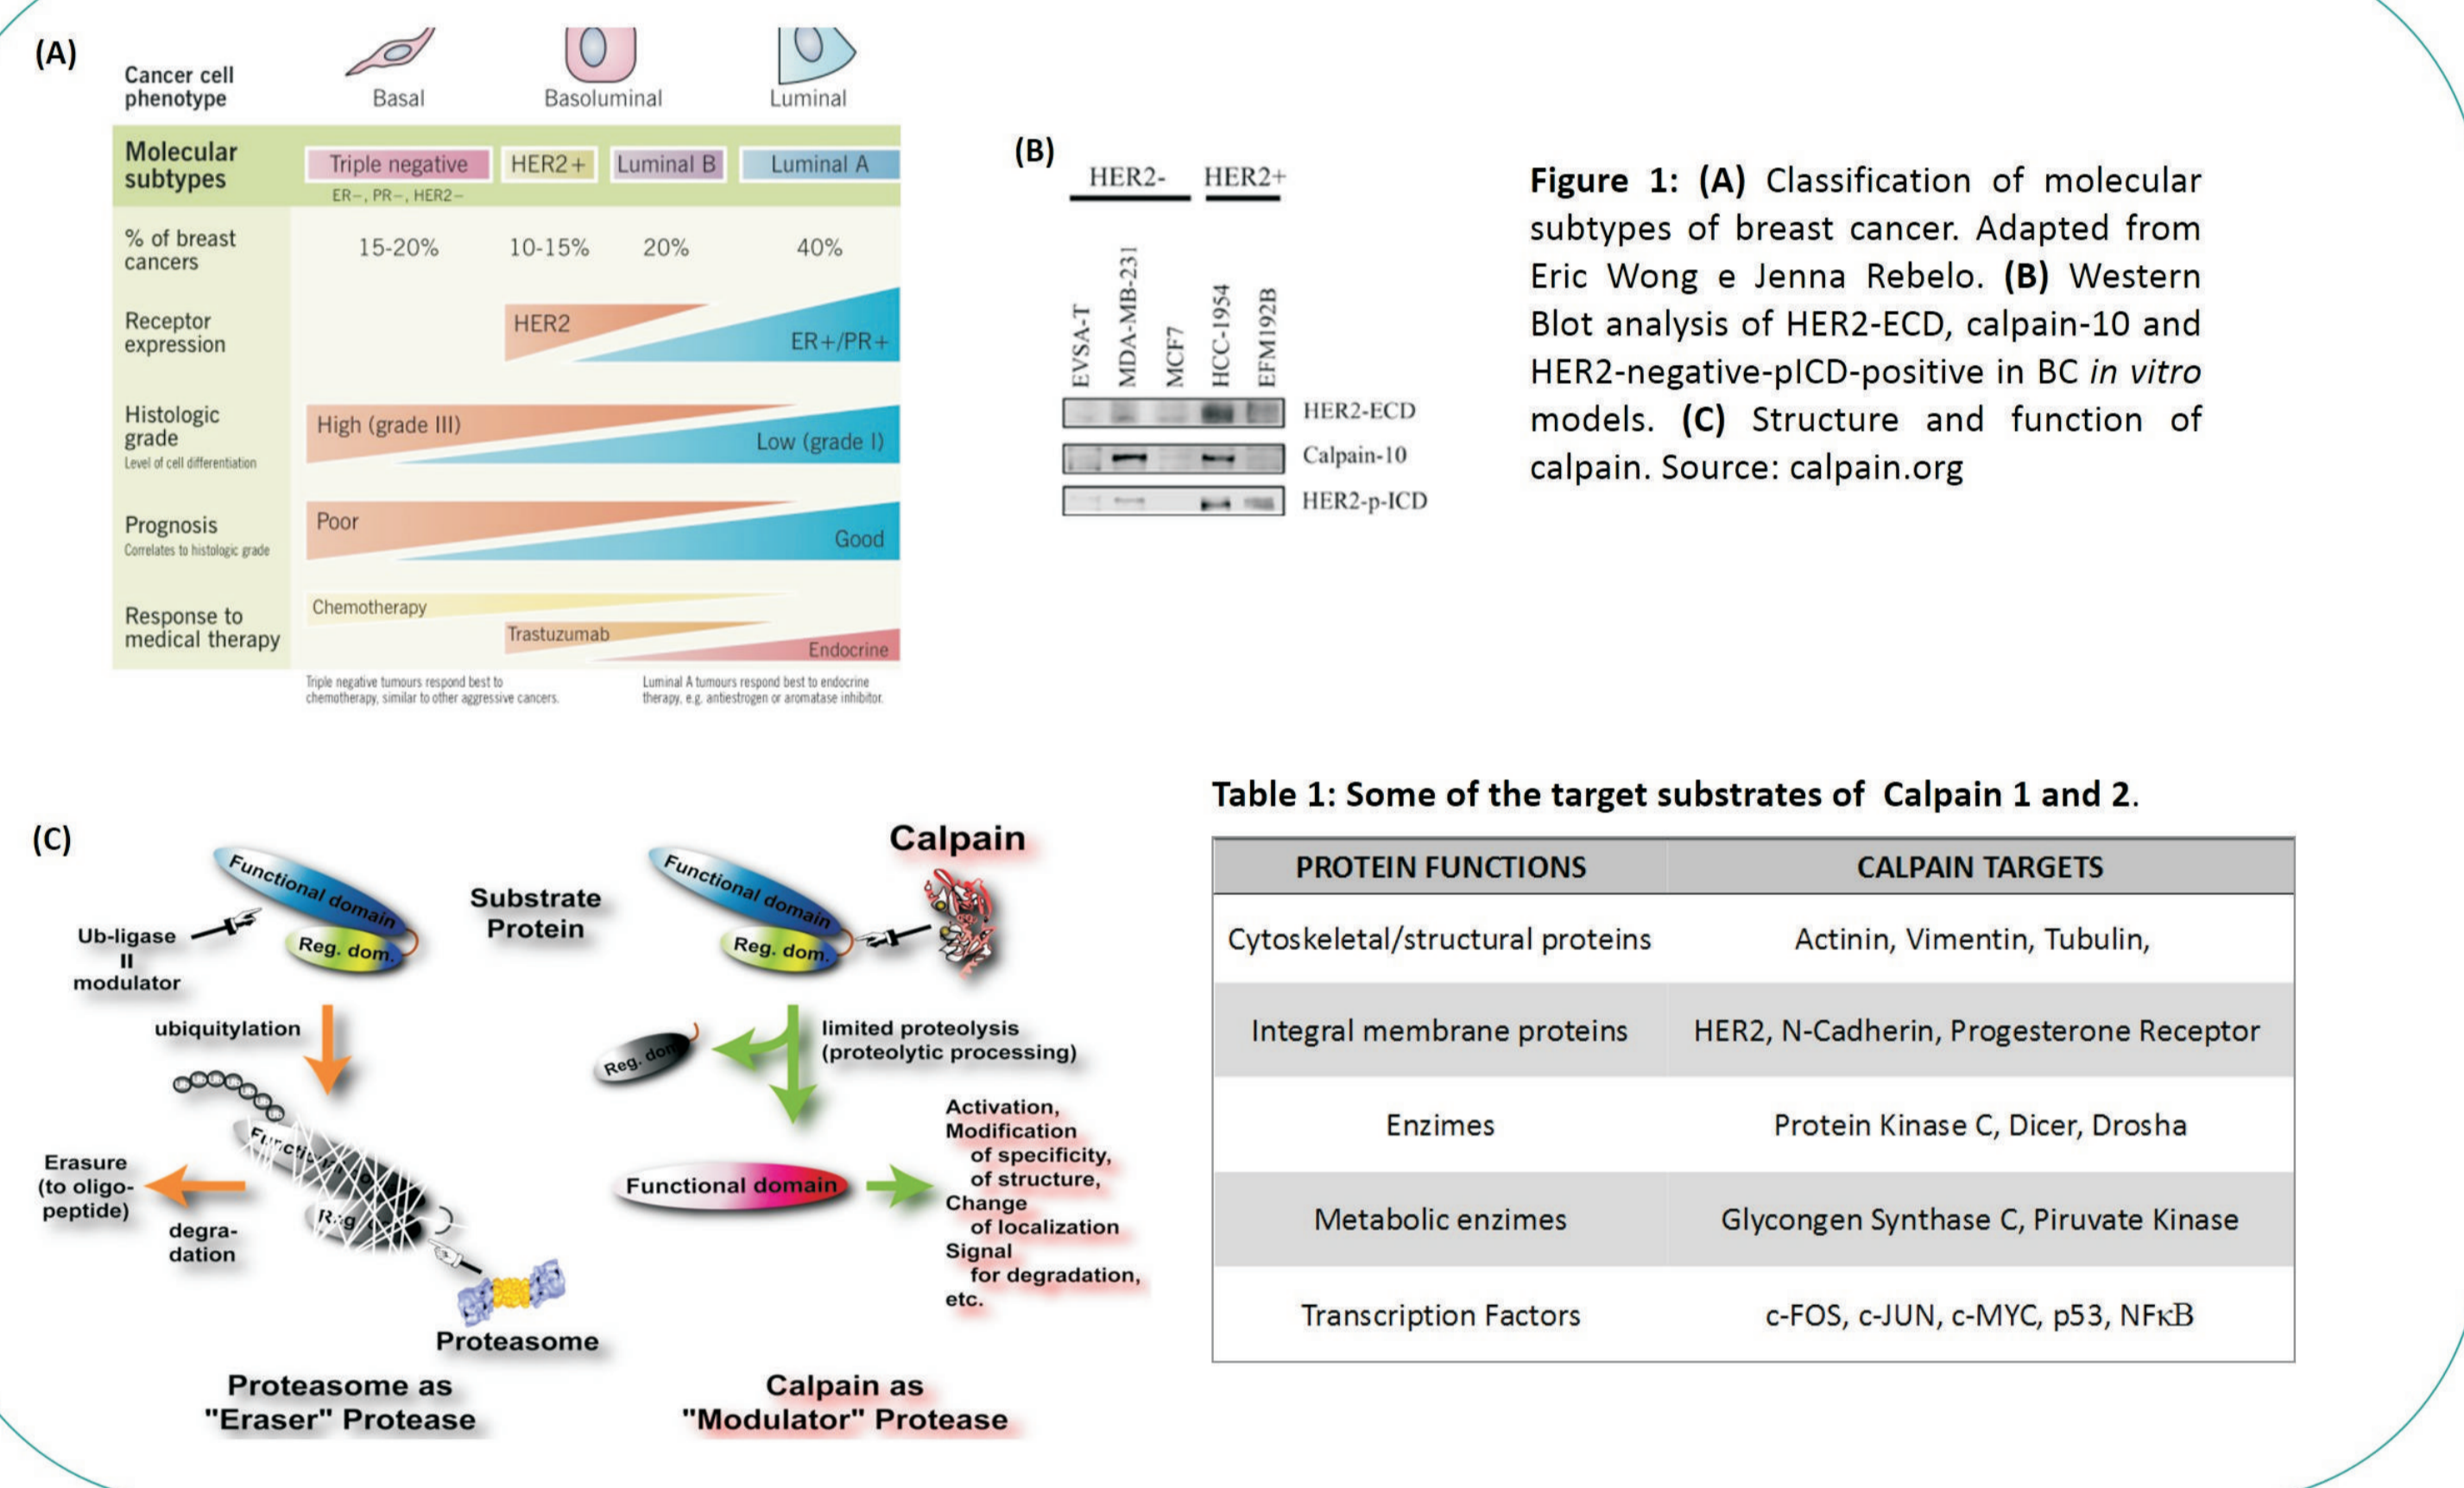 (A)
Cancer cell
phenotype
Basal
Basoluminal
Luminal
Molecular
subtypes
Triple negative
ER−, PR−, HER2−
HER2+
Luminal B
Luminal A
% of breast
cancers
15-20%
10-15%
20%
40%
Receptor
expression
HER2
ER+/PR+
Histologic
grade
Level of cell differentiation
High (grade III)
Low (grade I)
Prognosis
Correlates to histologic grade
Poor
Good
Response to
medical therapy
Chemotherapy
Trastuzumab
Endocrine
Triple negative tumours respond best to
chemotherapy, similar to other aggressive cancers.
Luminal A tumours respond best to endocrine
therapy, e.g. antiestrogen or aromatase inhibitor.
(B)
HER2-
HER2+
EVSA-T
MDA-MB-231
MCF7
HCC-1954
EFM192B
HER2-ECD
Calpain-10
HER2-p-ICD
Figure 1: (A) Classification of molecular
subtypes of breast cancer. Adapted from
Eric Wong e Jenna Rebelo. (B) Western
Blot analysis of HER2-ECD, calpain-10 and
HER2-negative-pICD-positive in BC in vitro
models. (C) Structure and function of
calpain. Source: calpain.org
(C)
Functional domain
Reg. dom.
Ub-ligase
II
modulator
Substrate
Protein
Functional domain
Reg. dom.
Calpain
ubiquitylation
limited proteolysis
(proteolytic processing)
Reg. dom
Erasure
(to oligo-
peptide)
degra-
dation
Functional domain
Activation,
Modification
of specificity,
of structure,
Change
of localization
Signal
for degradation,
etc.
Proteasome
Proteasome as
"Eraser" Protease
Calpain as
"Modulator" Protease
Table 1: Some of the target substrates of Calpain 1 and 2.
PROTEIN FUNCTIONS
CALPAIN TARGETS
Cytoskeletal/structural proteins
Actinin, Vimentin, Tubulin,
Integral membrane proteins
HER2, N-Cadherin, Progesterone Receptor
Enzimes
Protein Kinase C, Dicer, Drosha
Metabolic enzimes
Glycongen Synthase C, Piruvate Kinase
Transcription Factors
c-FOS, c-JUN, c-MYC, p53, NFκB